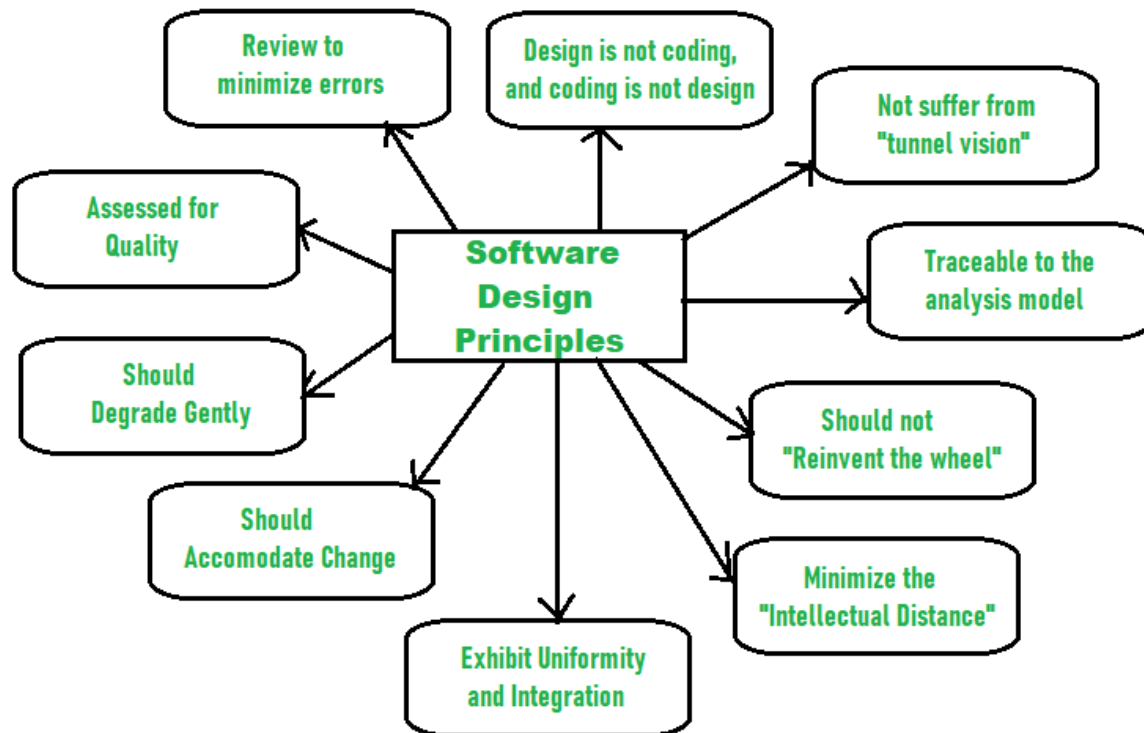 Review to
minimize errors
Design is not coding,
and coding is not design
Not suffer from
"tunnel vision"
Assessed for
Quality
Software
Design
Principles
Traceable to the
analysis model
Should
Degrade Gently
Should not
"Reinvent the wheel"
Should
Accomodate Change
Minimize the
"Intellectual Distance"
Exhibit Uniformity
and Integration